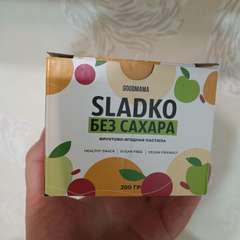 GOODMAMA
SLADKO
БЕЗ САХАРА
ФРУКТОВО-ЯГОДНАЯ ПАСТИЛА
HEALTHY SNACK SUGAR FREE VEGAN FRIENDLY
200 ГР